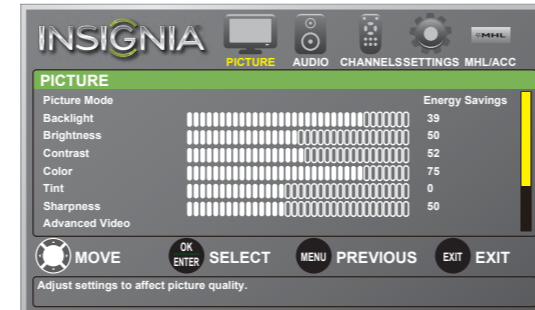 INSIGNIA
MHL
PICTURE AUDIO CHANNELS SETTINGS MHL/ACC
PICTURE
Picture Mode Energy Savings
Backlight 39
Brightness 50
Contrast 52
Color 75
Tint 0
Sharpness 50
Advanced Video
MOVE OK ENTER SELECT MENU PREVIOUS EXIT EXIT
Adjust settings to affect picture quality.